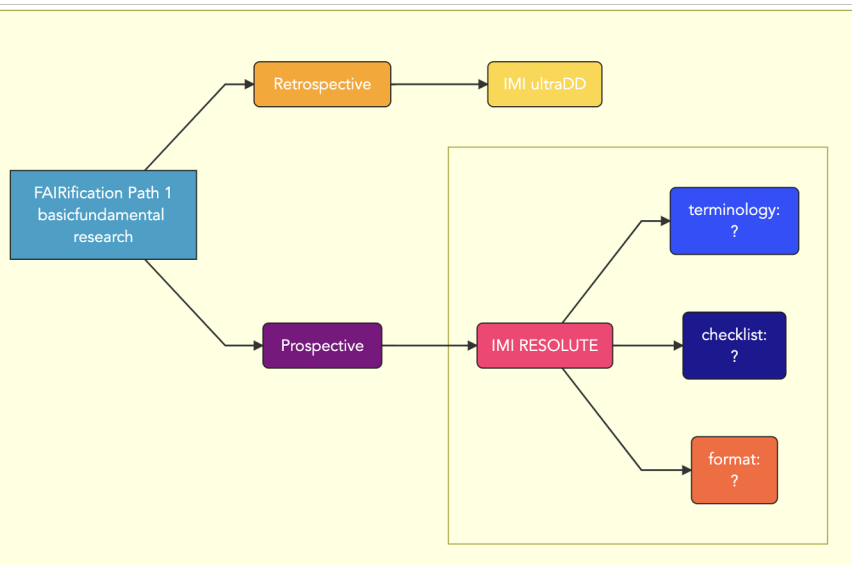 Retrospective
IMI ultraDD
FAIRification Path 1
basicfundamental
research
terminology:
?
checklist:
?
Prospective
IMI RESOLUTE
format:
?